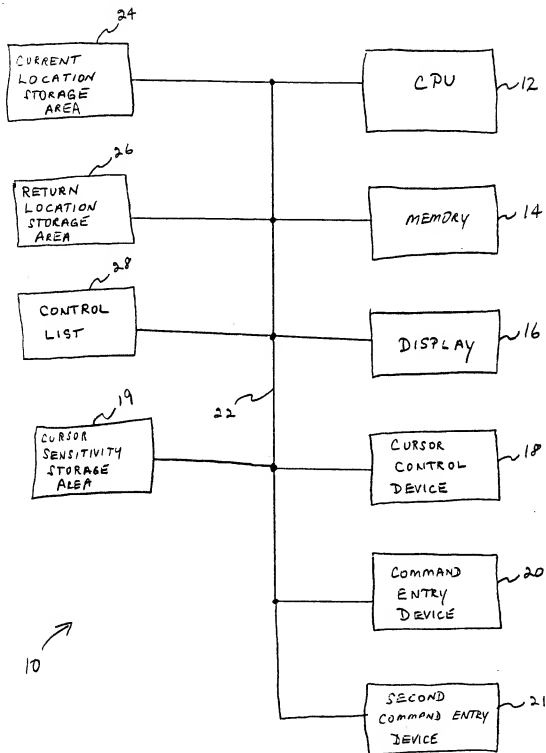 24
CURRENT
LOCATION
STORAGE
AREA
CPU
12
26
RETURN
LOCATION
STORAGE
AREA
MEMORY
14
28
CONTROL
LIST
DISPLAY
16
22
19
CURSOR
SENSITIVITY
STORAGE
AREA
CURSOR
CONTROL
DEVICE
18
COMMAND
ENTRY
DEVICE
20
10
SECOND
COMMAND ENTRY
DEVICE
21